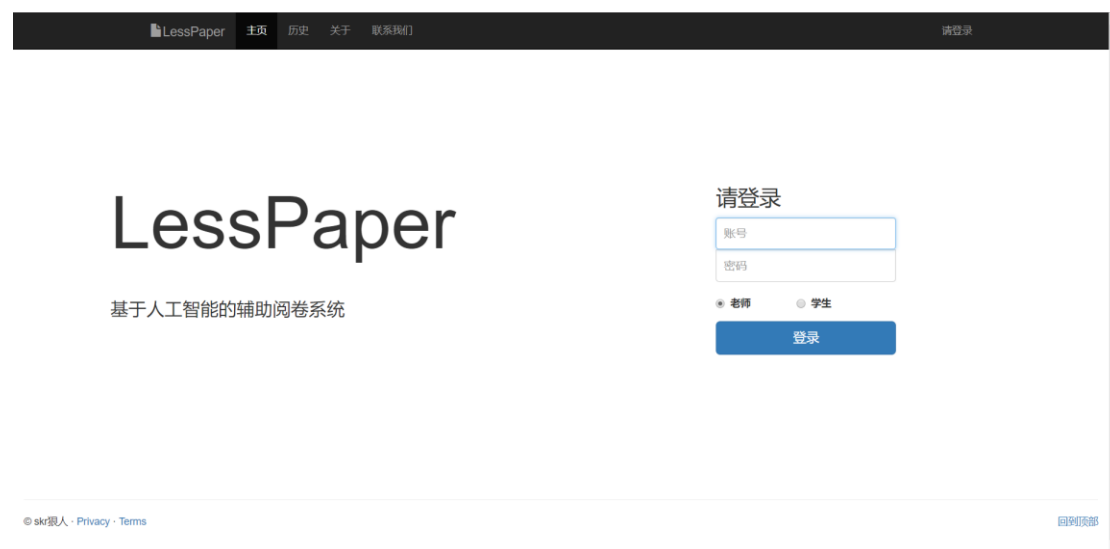 LessPaper 主页 历史 关于 联系我们 请登录
LessPaper
基于人工智能的辅助阅卷系统
请登录
账号
密码
老师 学生
登录
© skr狠人 · Privacy · Terms 回到顶部